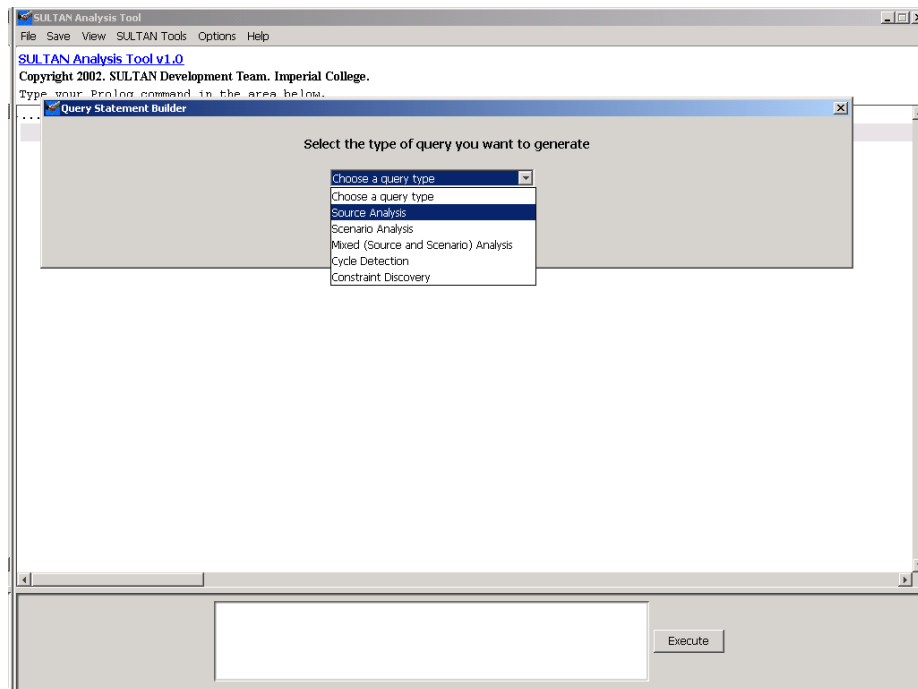 SULTAN Analysis Tool
File Save View SULTAN Tools Options Help
SULTAN Analysis Tool v1.0
Copyright 2002. SULTAN Development Team. Imperial College.
Type your Prolog command in the area below.
...
Query Statement Builder
Select the type of query you want to generate
Choose a query type
Choose a query type
Source Analysis
Scenario Analysis
Mixed (Source and Scenario) Analysis
Cycle Detection
Constraint Discovery
Execute